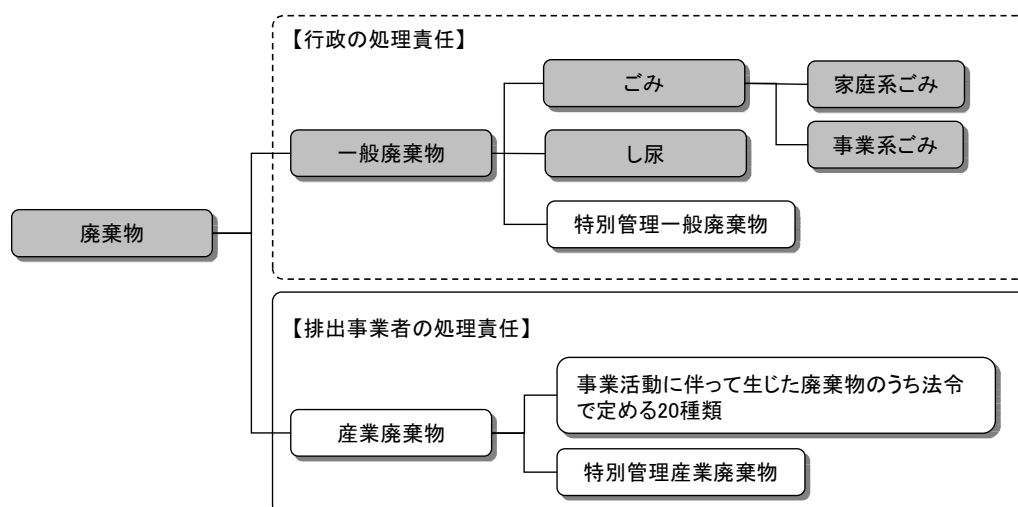 【行政の処理責任】
ごみ
家庭系ごみ
一般廃棄物
し尿
事業系ごみ
特別管理一般廃棄物
廃棄物
【排出事業者の処理責任】
事業活動に伴って生じた廃棄物のうち法令
で定める20種類
産業廃棄物
特別管理産業廃棄物